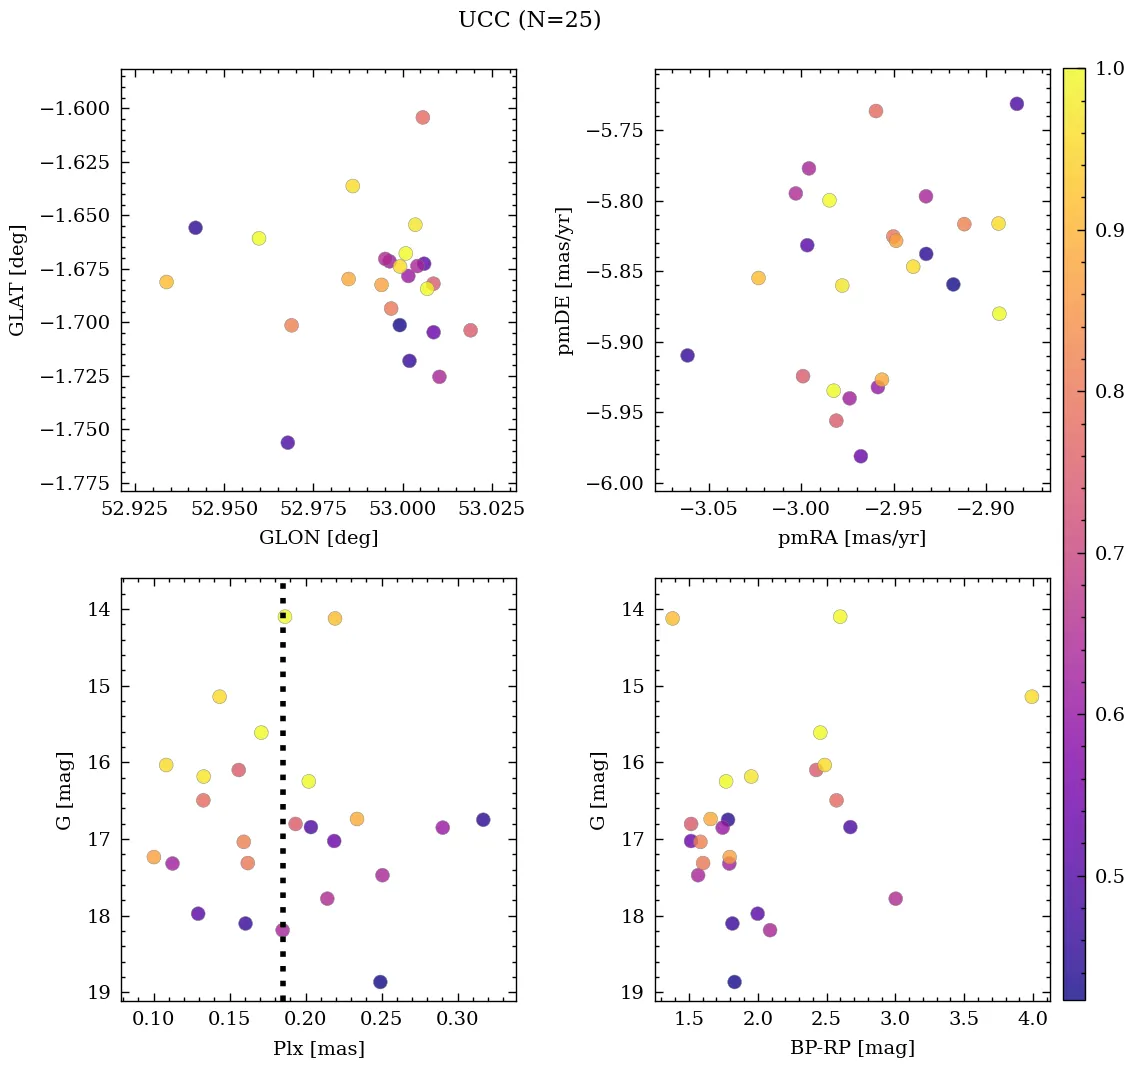 UCC (N=25)
−1.600
−1.625
−1.650
−1.675
−1.700
−1.725
−1.750
−1.775
GLAT [deg]
52.925 52.950 52.975 53.000 53.025
GLON [deg]
−5.75
−5.80
−5.85
−5.90
−5.95
−6.00
pmDE [mas/yr]
−3.05 −3.00 −2.95 −2.90
pmRA [mas/yr]
14
15
16
17
18
19
G [mag]
0.10 0.15 0.20 0.25 0.30
Plx [mas]
14
15
16
17
18
19
G [mag]
1.5 2.0 2.5 3.0 3.5 4.0
BP-RP [mag]
1.0
0.9
0.8
0.7
0.6
0.5